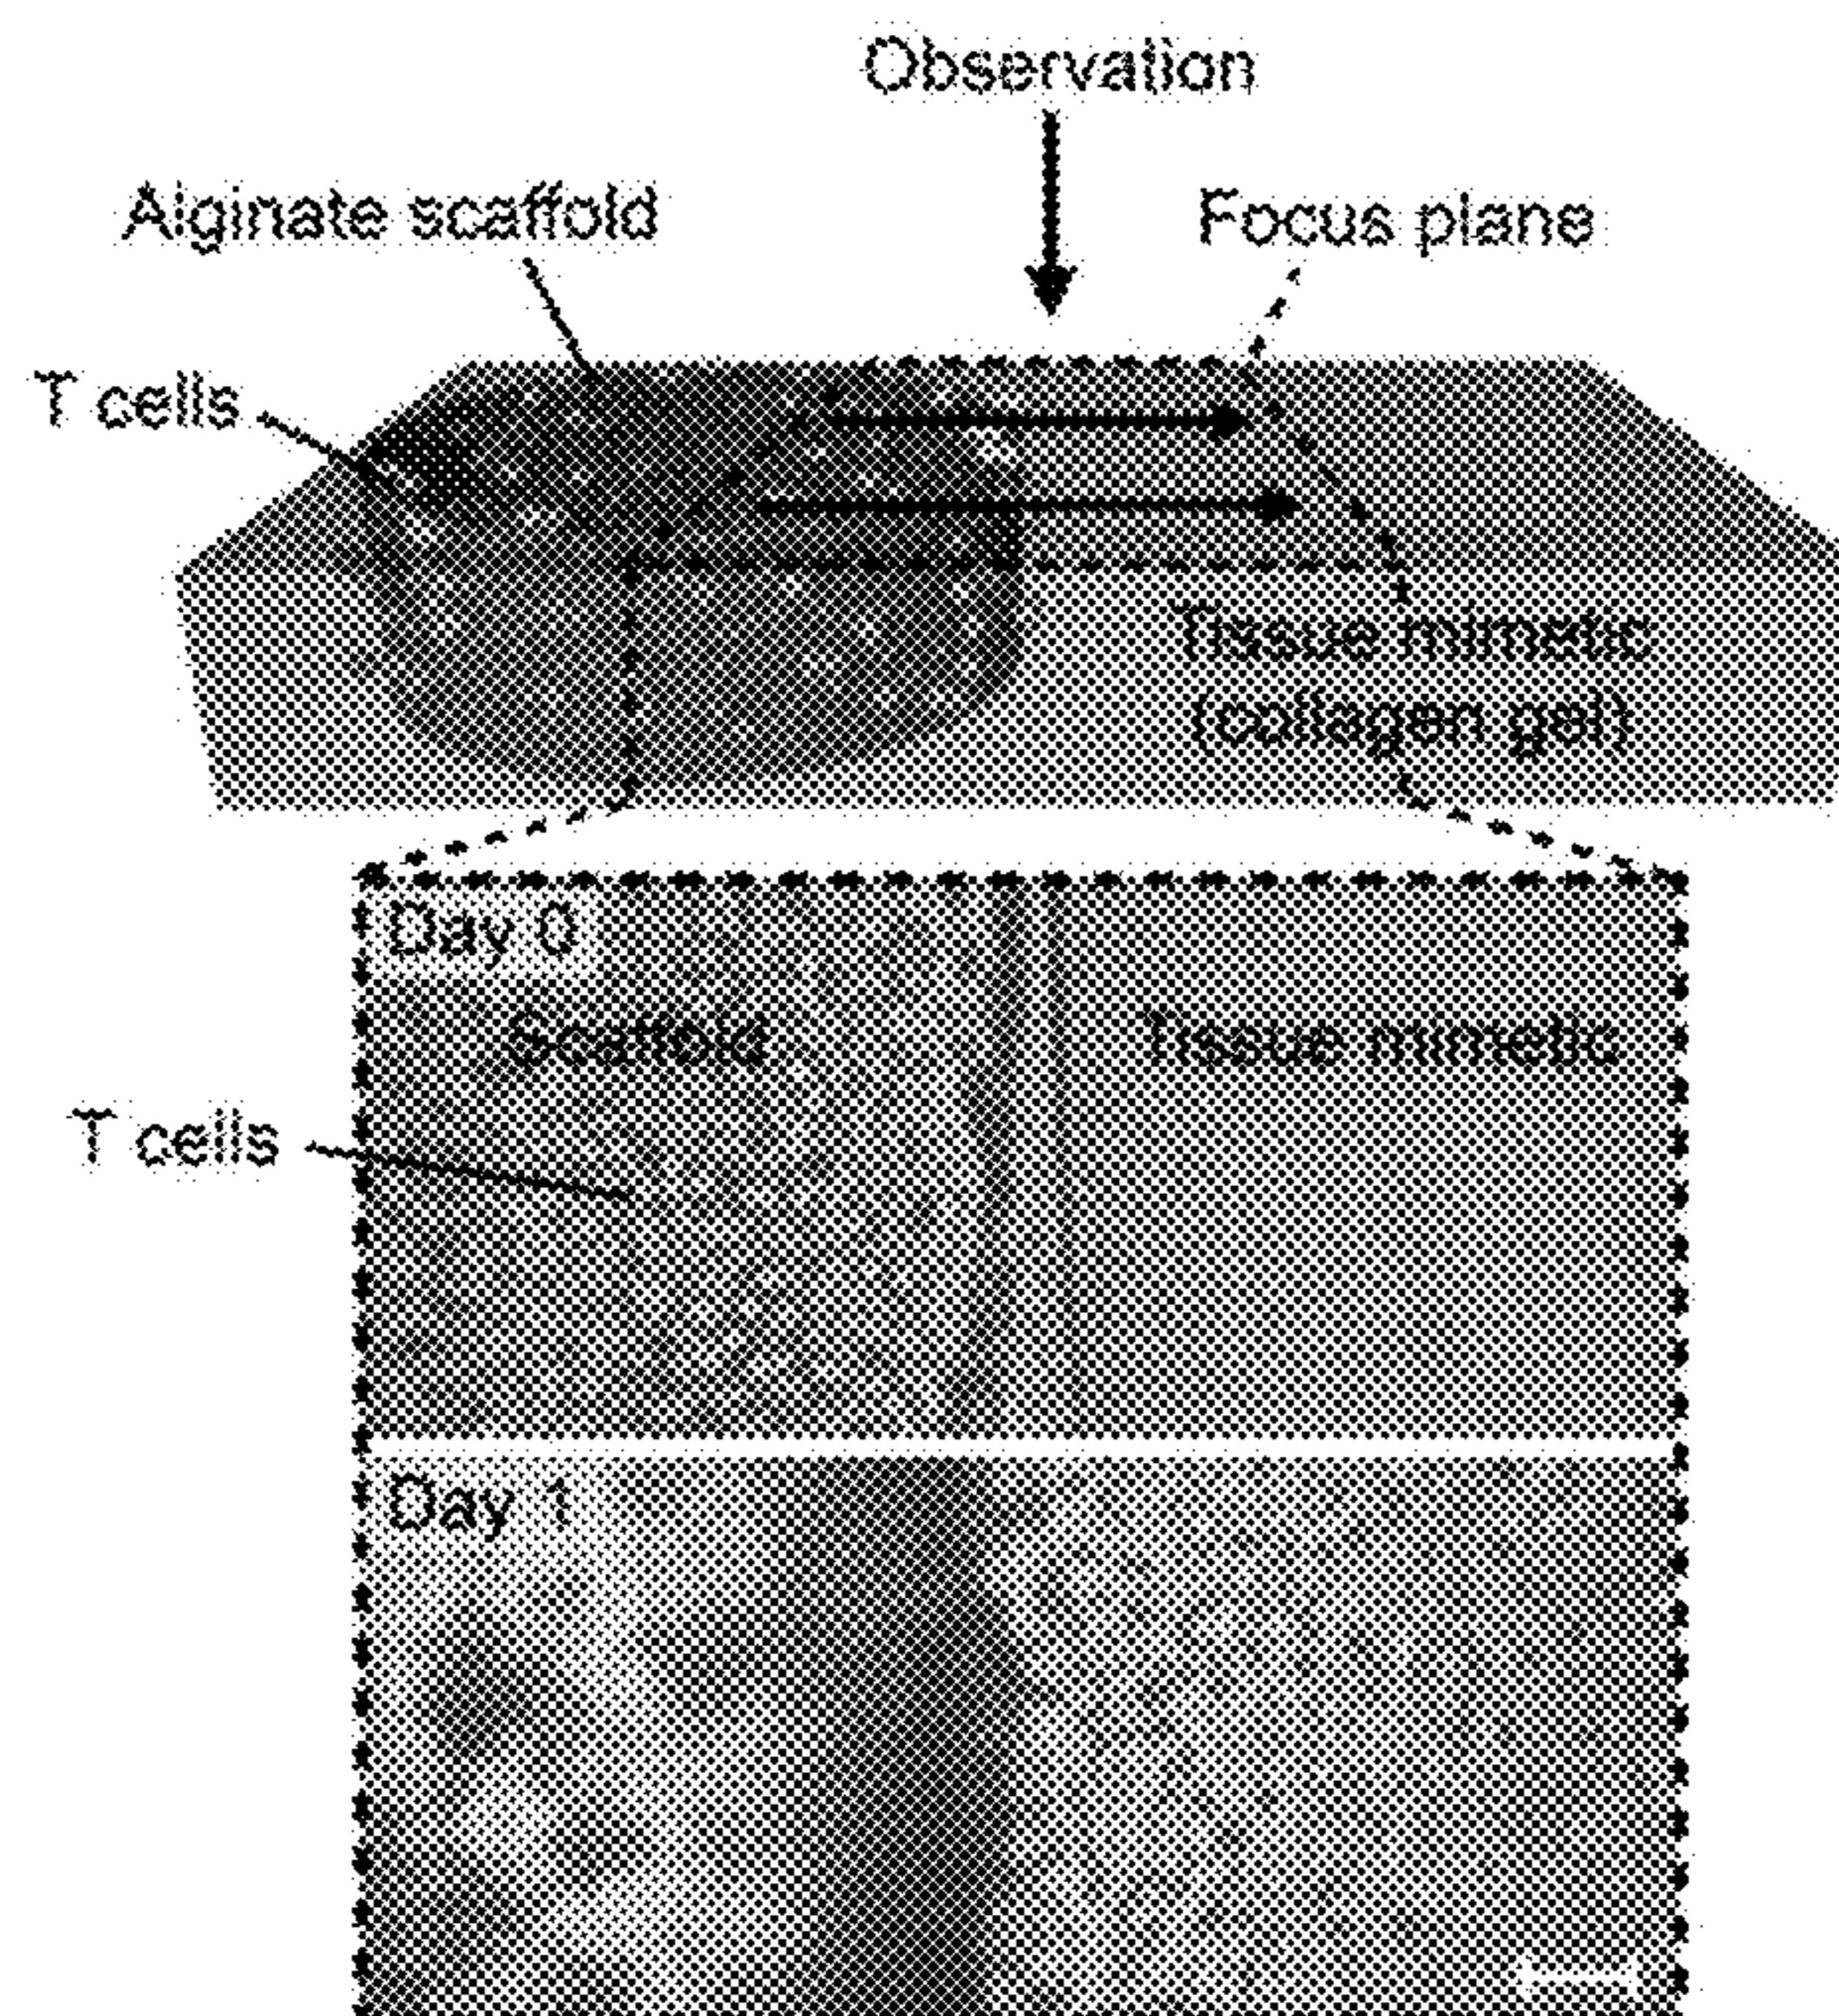 Observation
Alginate scaffold
Focus plane
T cells
Tissue mimetic
(collagen gel)
Day 0
Scaffold
Tissue mimetic
T cells
Day 1